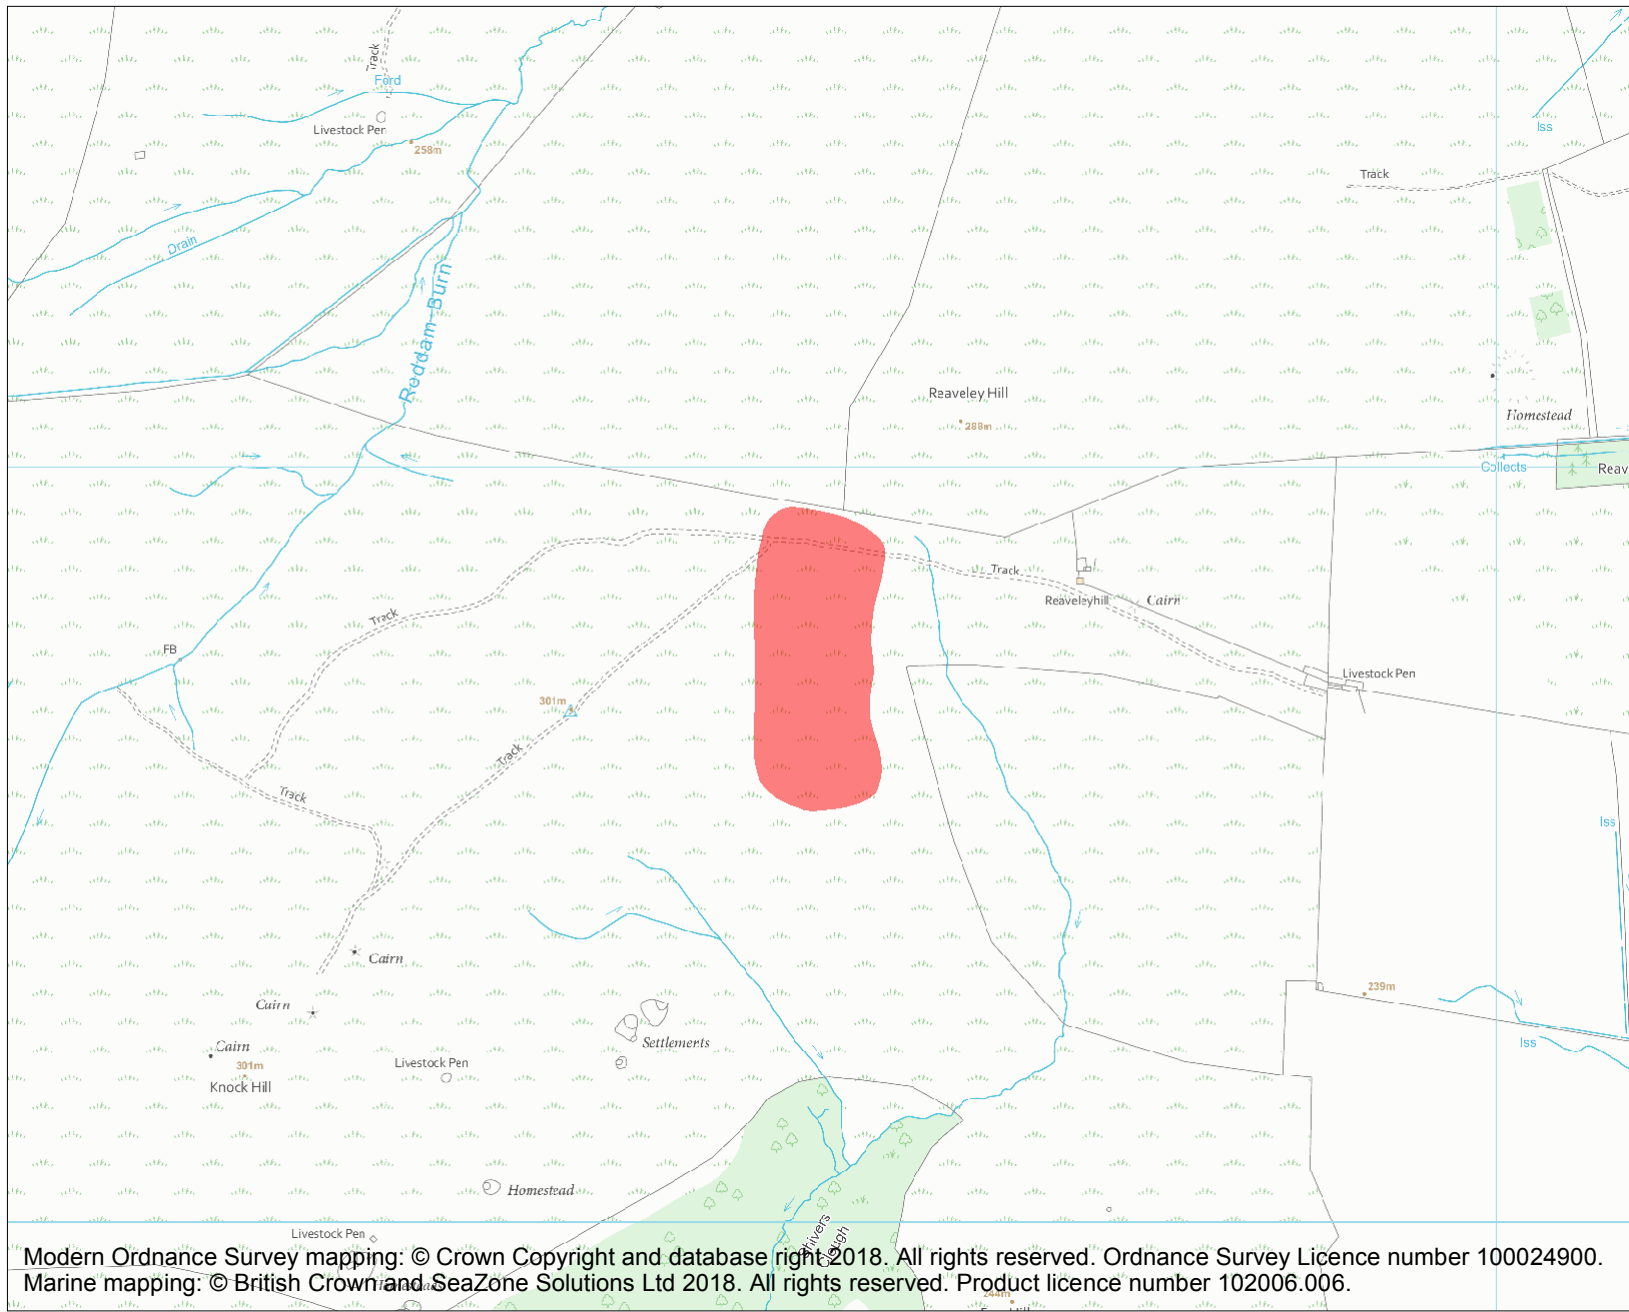 Track
Ford
Livestock Pen
258m
Iss
Track
Drain
Reddam Burn
Reaveley Hill
288m
Homestead
Collects
Reav
Track
Track
Reaveleyhill
Cairn
FB
Livestock Pen
301m
Track
Track
Iss
Cairn
239m
Cairn
Settlements
Iss
Cairn
301m
Knock Hill
Livestock Pen
Homestead
Shivers
Clough
Livestock Pen
Modern Ordnance Survey mapping: © Crown Copyright and database right 2018. All rights reserved. Ordnance Survey Licence number 100024900.
Marine mapping: © British Crown and SeaZone Solutions Ltd 2018. All rights reserved. Product licence number 102006.006.
244m